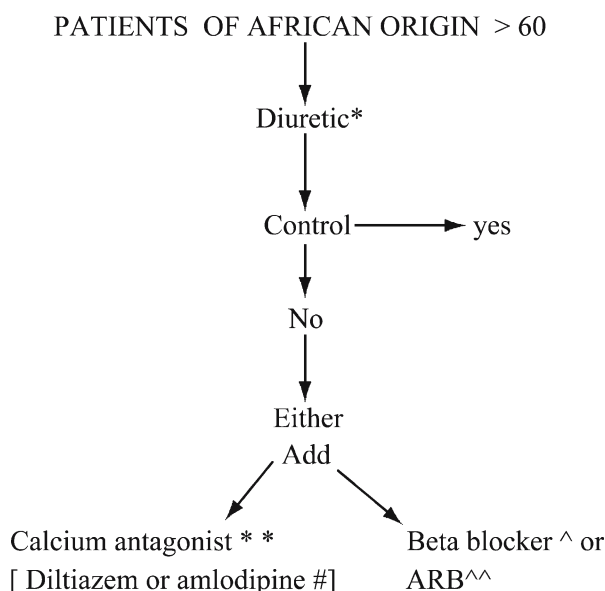 PATIENTS OF AFRICAN ORIGIN > 60
Diuretic*
Control
yes
No
Either
Add
Calcium antagonist * *
[ Diltiazem or amlodipine #]
Beta blocker ^ or
ARB^^